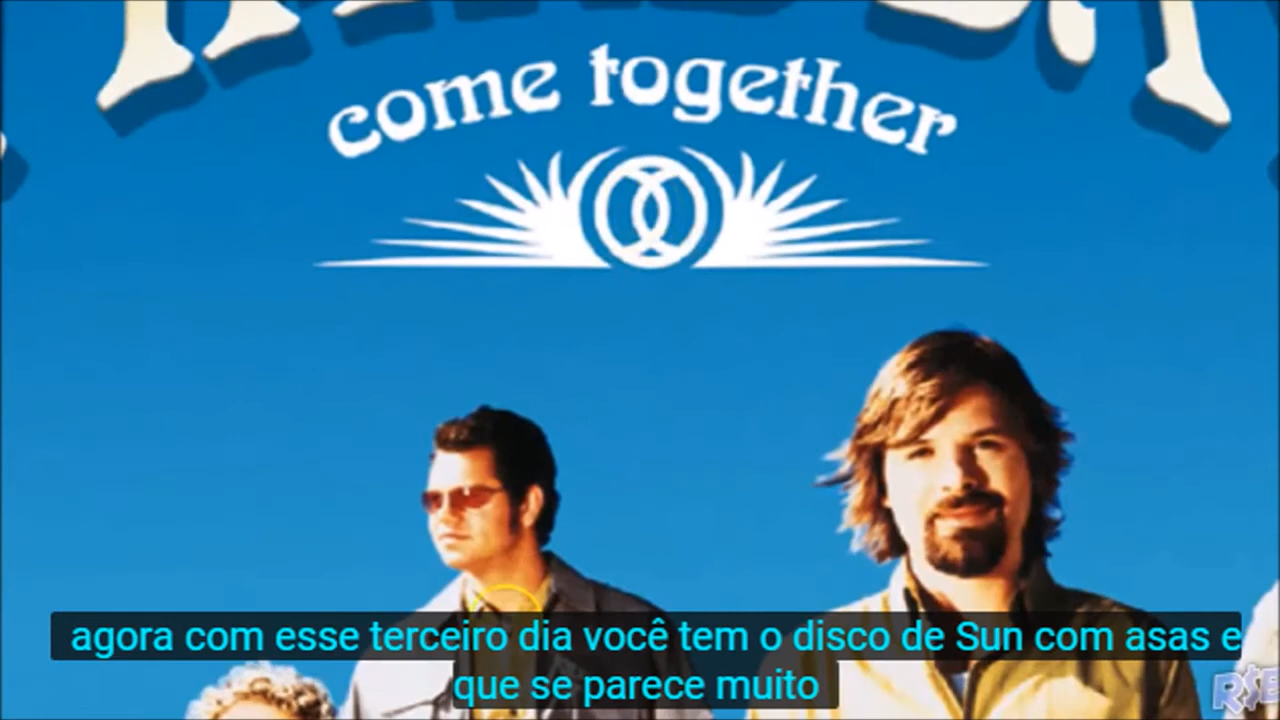 come together
agora com esse terceiro dia você tem o disco de Sun com asas e
que se parece muito